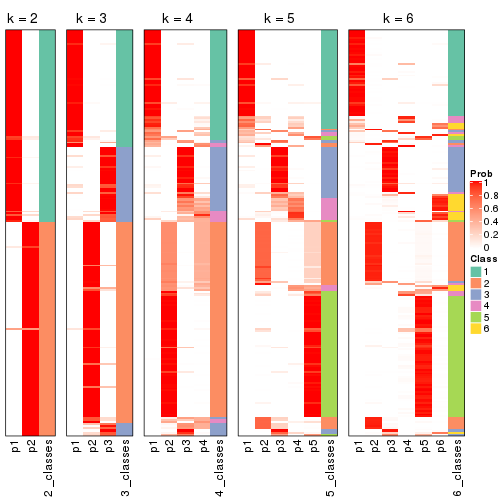 k = 2
k = 3
k = 4
k = 5
k = 6
Prob
1
0.8
0.6
0.4
0.2
0
Class
1
2
3
4
5
6
p1
p2
2_classes
p1
p2
p3
3_classes
p1
p2
p3
p4
4_classes
p1
p2
p3
p4
p5
5_classes
p1
p2
p3
p4
p5
p6
6_classes